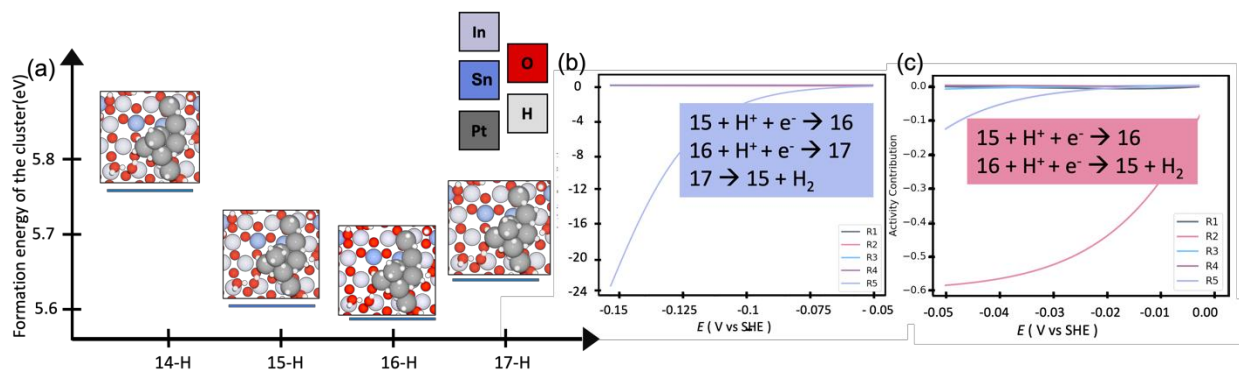 (a)
Formation energy of the cluster(eV)
5.8
5.7
5.6
14-H
15-H
16-H
17-H
In
Sn
Pt
O
H
(b)
0
-4
-8
-12
-16
-20
-24
15 + H⁺ + e⁻ → 16
16 + H⁺ + e⁻ → 17
17 → 15 + H₂
R1
R2
R3
R4
R5
-0.15
-0.125
-0.100
-0.075
-0.05
E ( V vs SHE)
(c)
Activity Contribution
0.0
−0.1
−0.2
−0.3
−0.4
−0.5
−0.6
15 + H⁺ + e⁻ → 16
16 + H⁺ + e⁻ → 15 + H₂
R1
R2
R3
R4
R5
-0.05
-0.04
-0.03
-0.02
-0.01
0.00
E ( V vs SHE)